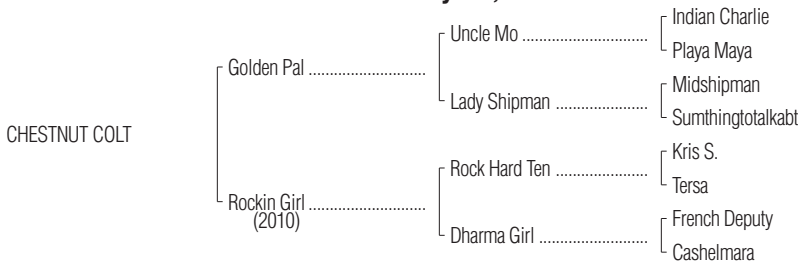 Indian Charlie
Uncle Mo ..............................
Playa Maya
Golden Pal ............................
Midshipman
Lady Shipman ......................
Sumthingtotalkabt
CHESTNUT COLT
Kris S.
Rock Hard Ten ......................
Tersa
Rockin Girl ............................
(2010)
French Deputy
Dharma Girl ..........................
Cashelmara